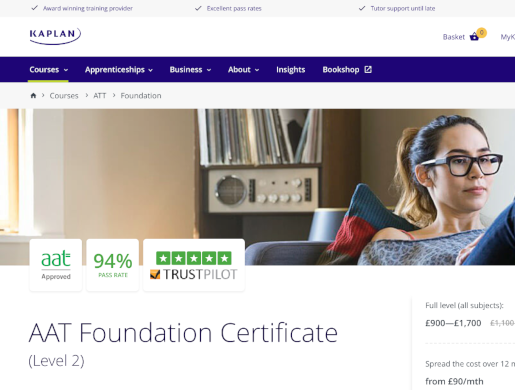 Award winning training provider
Excellent pass rates
Tutor support until late
KAPLAN
Basket 6
MyK
Courses Apprenticeships Business About Insights Bookshop
Courses > ATT > Foundation
aat
Approved
94%
PASS RATE
TRUSTPILOT
AAT Foundation Certificate
(Level 2)
Full level (all subjects):
£900—£1,700 £1,100
Spread the cost over 12 m
from £90/mth